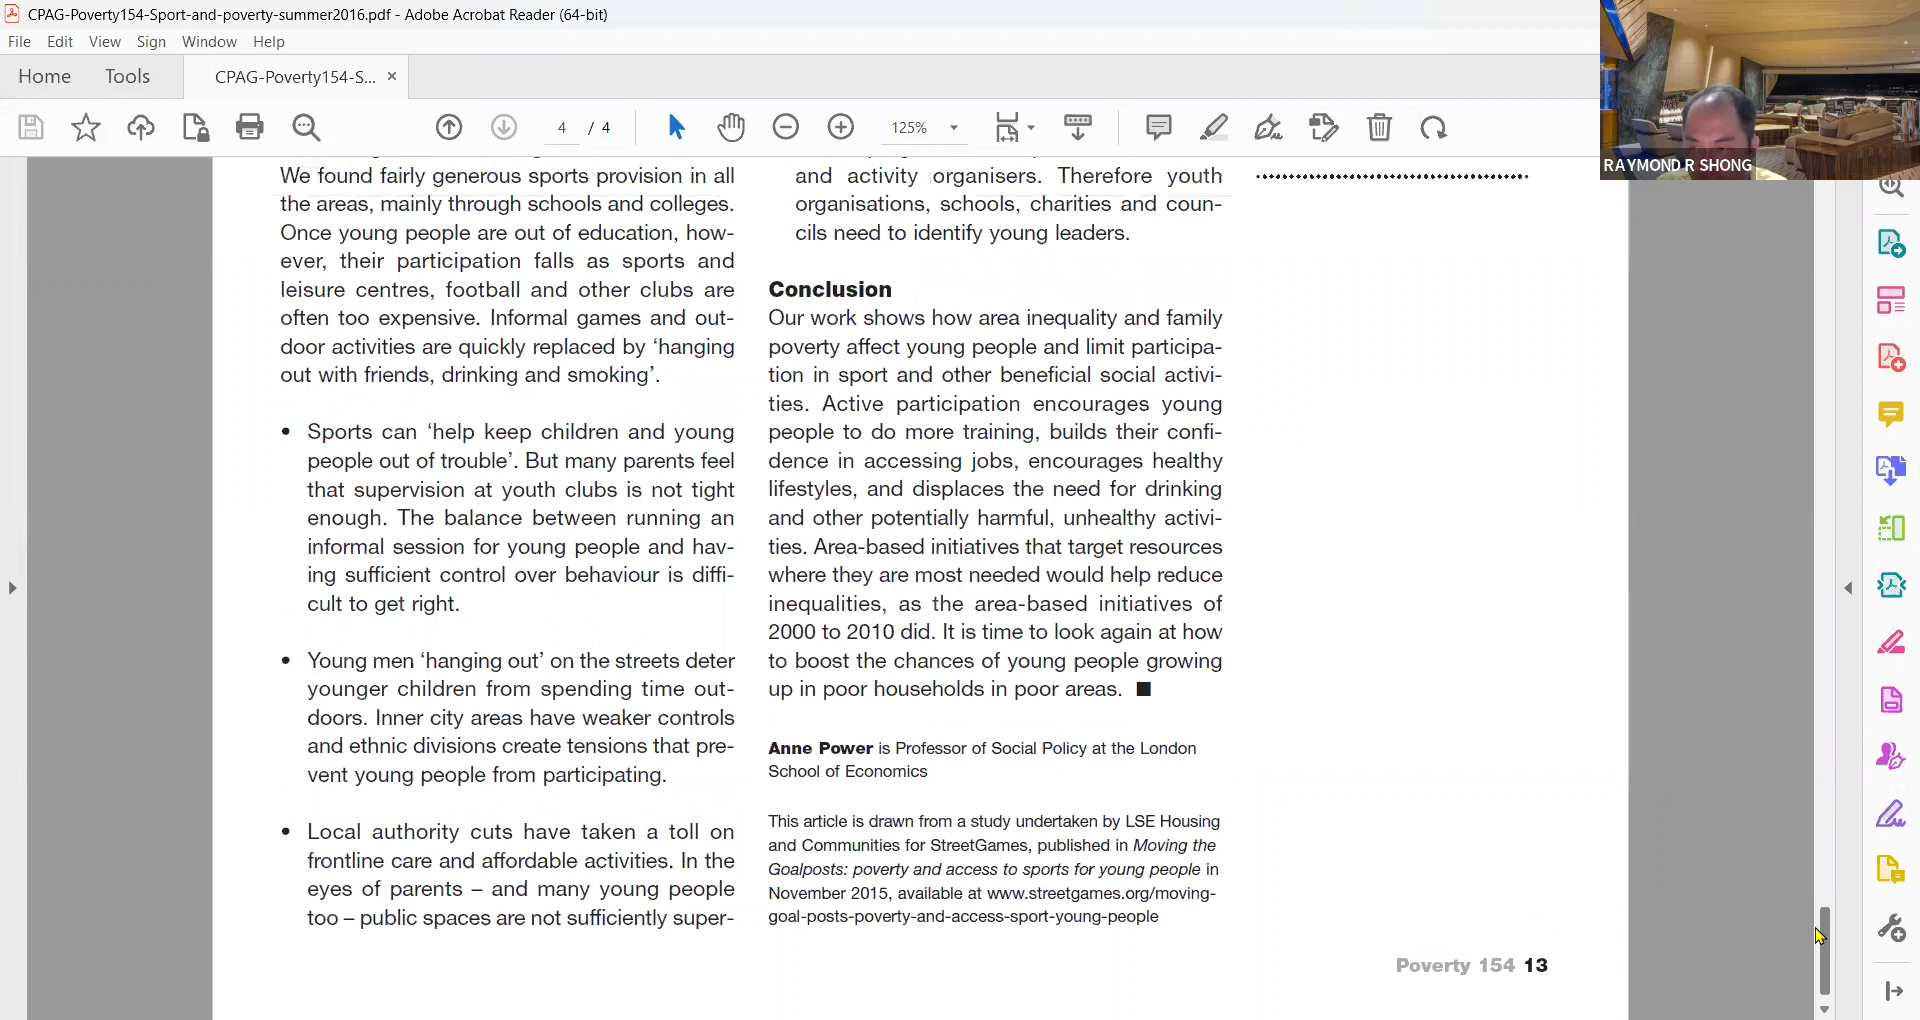 CPAG-Poverty154-Sport-and-poverty-summer2016.pdf - Adobe Acrobat Reader (64-bit)
File Edit View Sign Window Help
Home Tools CPAG-Poverty154-S... ×
4 / 4 125%
RAYMOND R SHONG
We found fairly generous sports provision in all
the areas, mainly through schools and colleges.
Once young people are out of education, how-
ever, their participation falls as sports and
leisure centres, football and other clubs are
often too expensive. Informal games and out-
door activities are quickly replaced by ‘hanging
out with friends, drinking and smoking’.
• Sports can ‘help keep children and young
people out of trouble’. But many parents feel
that supervision at youth clubs is not tight
enough. The balance between running an
informal session for young people and hav-
ing sufficient control over behaviour is diffi-
cult to get right.
• Young men ‘hanging out’ on the streets deter
younger children from spending time out-
doors. Inner city areas have weaker controls
and ethnic divisions create tensions that pre-
vent young people from participating.
• Local authority cuts have taken a toll on
frontline care and affordable activities. In the
eyes of parents – and many young people
too – public spaces are not sufficiently super-
and activity organisers. Therefore youth
organisations, schools, charities and coun-
cils need to identify young leaders.
Conclusion
Our work shows how area inequality and family
poverty affect young people and limit participa-
tion in sport and other beneficial social activi-
ties. Active participation encourages young
people to do more training, builds their confi-
dence in accessing jobs, encourages healthy
lifestyles, and displaces the need for drinking
and other potentially harmful, unhealthy activi-
ties. Area-based initiatives that target resources
where they are most needed would help reduce
inequalities, as the area-based initiatives of
2000 to 2010 did. It is time to look again at how
to boost the chances of young people growing
up in poor households in poor areas. ■
Anne Power is Professor of Social Policy at the London
School of Economics
This article is drawn from a study undertaken by LSE Housing
and Communities for StreetGames, published in Moving the
Goalposts: poverty and access to sports for young people in
November 2015, available at www.streetgames.org/moving-
goal-posts-poverty-and-access-sport-young-people
Poverty 154 13